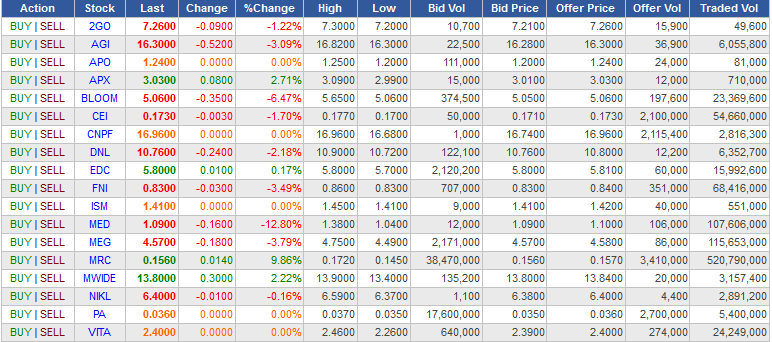 Action Stock Last Change %Change High Low Bid Vol Bid Price Offer Price Offer Vol Traded Vol
BUY | SELL 2GO 7.2600 -0.0900 -1.22% 7.3000 7.2000 10,700 7.2100 7.2600 15,900 49,600
BUY | SELL AGI 16.3000 -0.5200 -3.09% 16.8200 16.3000 22,500 16.2800 16.3000 36,900 6,055,800
BUY | SELL APO 1.2400 0.0000 0.00% 1.2500 1.2000 111,000 1.2000 1.2400 24,000 81,000
BUY | SELL APX 3.0300 0.0800 2.71% 3.0900 2.9900 15,000 3.0100 3.0300 12,000 710,000
BUY | SELL BLOOM 5.0600 -0.3500 -6.47% 5.6500 5.0600 374,500 5.0500 5.0600 197,600 23,369,600
BUY | SELL CEI 0.1730 -0.0030 -1.70% 0.1770 0.1700 50,000 0.1710 0.1730 2,100,000 54,660,000
BUY | SELL CNPF 16.9600 0.0000 0.00% 16.9600 16.6800 1,000 16.7400 16.9600 2,115,400 2,816,300
BUY | SELL DNL 10.7600 -0.2400 -2.18% 10.9000 10.7200 122,100 10.7600 10.8000 12,200 6,352,700
BUY | SELL EDC 5.8000 0.0100 0.17% 5.8000 5.7000 2,120,200 5.8000 5.8100 60,000 15,992,600
BUY | SELL FNI 0.8300 -0.0300 -3.49% 0.8600 0.8300 707,000 0.8300 0.8400 351,000 68,416,000
BUY | SELL ISM 1.4100 0.0000 0.00% 1.4500 1.4100 9,000 1.4100 1.4200 40,000 551,000
BUY | SELL MED 1.0900 -0.1600 -12.80% 1.3800 1.0400 12,000 1.0900 1.1000 106,000 107,606,000
BUY | SELL MEG 4.5700 -0.1800 -3.79% 4.7500 4.4900 2,171,000 4.5700 4.5800 86,000 115,653,000
BUY | SELL MRC 0.1560 0.0140 9.86% 0.1720 0.1450 38,470,000 0.1560 0.1570 3,410,000 520,790,000
BUY | SELL MWIDE 13.8000 0.3000 2.22% 13.9000 13.4000 135,200 13.8000 13.8400 20,000 3,157,400
BUY | SELL NIKL 6.4000 -0.0100 -0.16% 6.5900 6.3700 1,100 6.3800 6.4000 4,400 2,891,200
BUY | SELL PA 0.0360 0.0000 0.00% 0.0370 0.0350 17,600,000 0.0350 0.0360 2,700,000 5,400,000
BUY | SELL VITA 2.4000 0.0000 0.00% 2.4600 2.2600 640,000 2.3900 2.4000 274,000 24,249,000